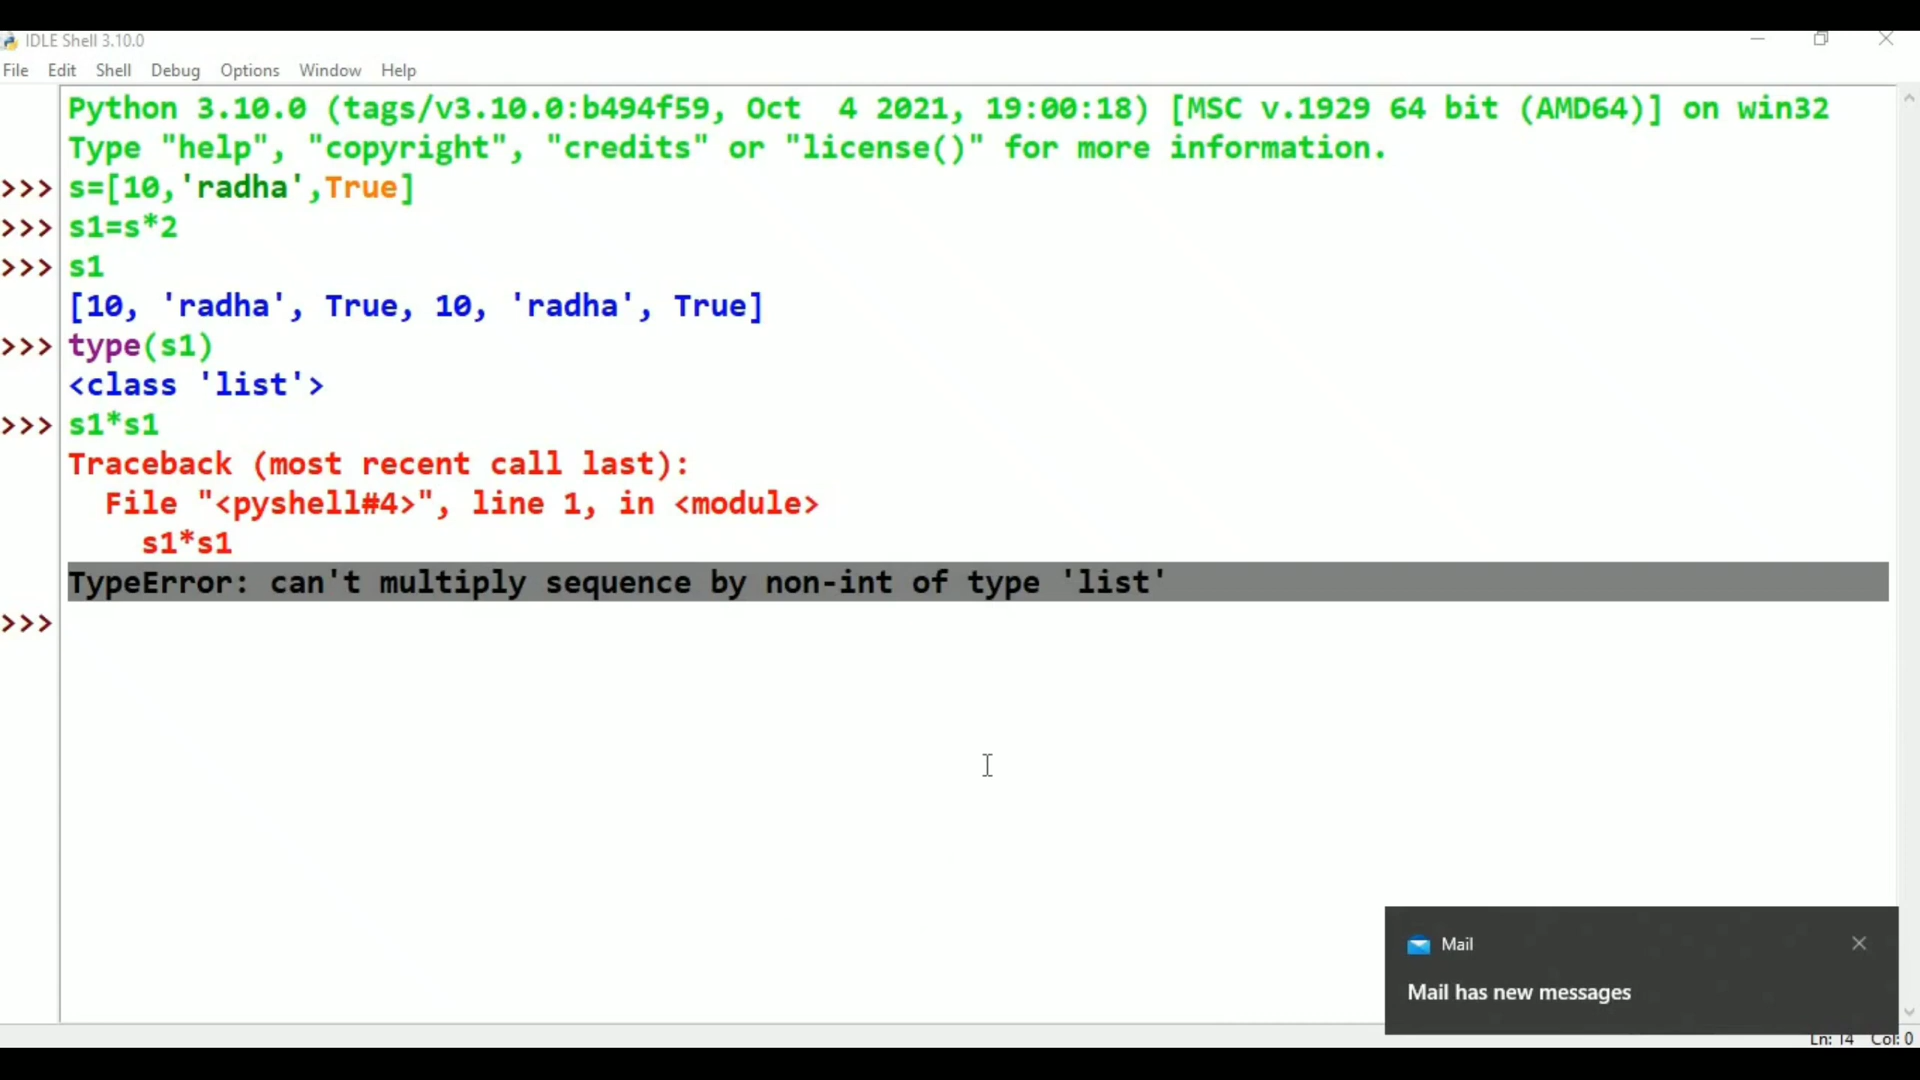 IDLE Shell 3.10.0
File Edit Shell Debug Options Window Help
Python 3.10.0 (tags/v3.10.0:b494f59, Oct  4 2021, 19:00:18) [MSC v.1929 64 bit (AMD64)] on win32
Type "help", "copyright", "credits" or "license()" for more information.
>>> s=[10,'radha',True]
>>> s1=s*2
>>> s1
[10, 'radha', True, 10, 'radha', True]
>>> type(s1)
<class 'list'>
>>> s1*s1
Traceback (most recent call last):
  File "<pyshell#4>", line 1, in <module>
    s1*s1
TypeError: can't multiply sequence by non-int of type 'list'
>>>
Mail
Mail has new messages
Ln: 14 Col: 0